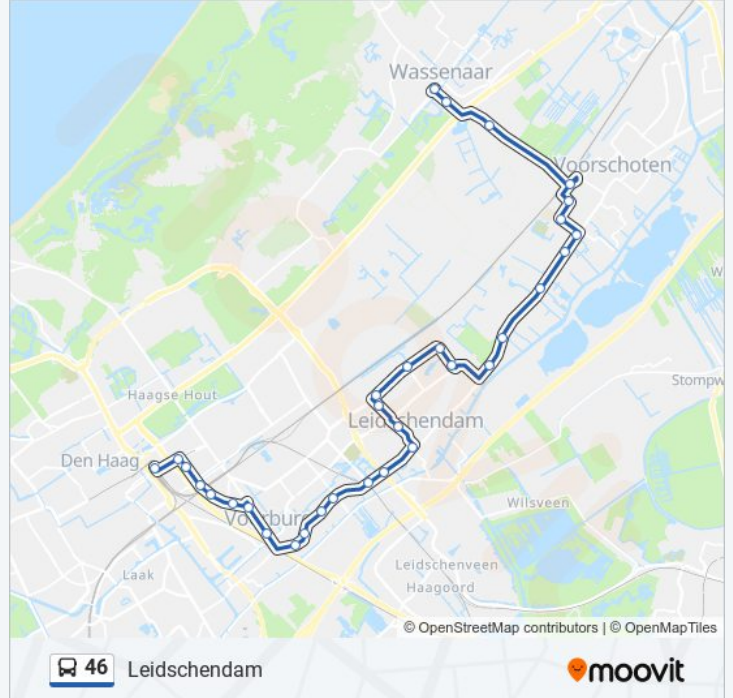 Wassenaar
Voorschoten
W
Stompw
Haagse Hout
Leidschendam
Den Haag
Voorburg
Wilsveen
Laak
Leidschenveen
Haagoord
© OpenStreetMap contributors | © OpenMapTiles
46 Leidschendam
moovit